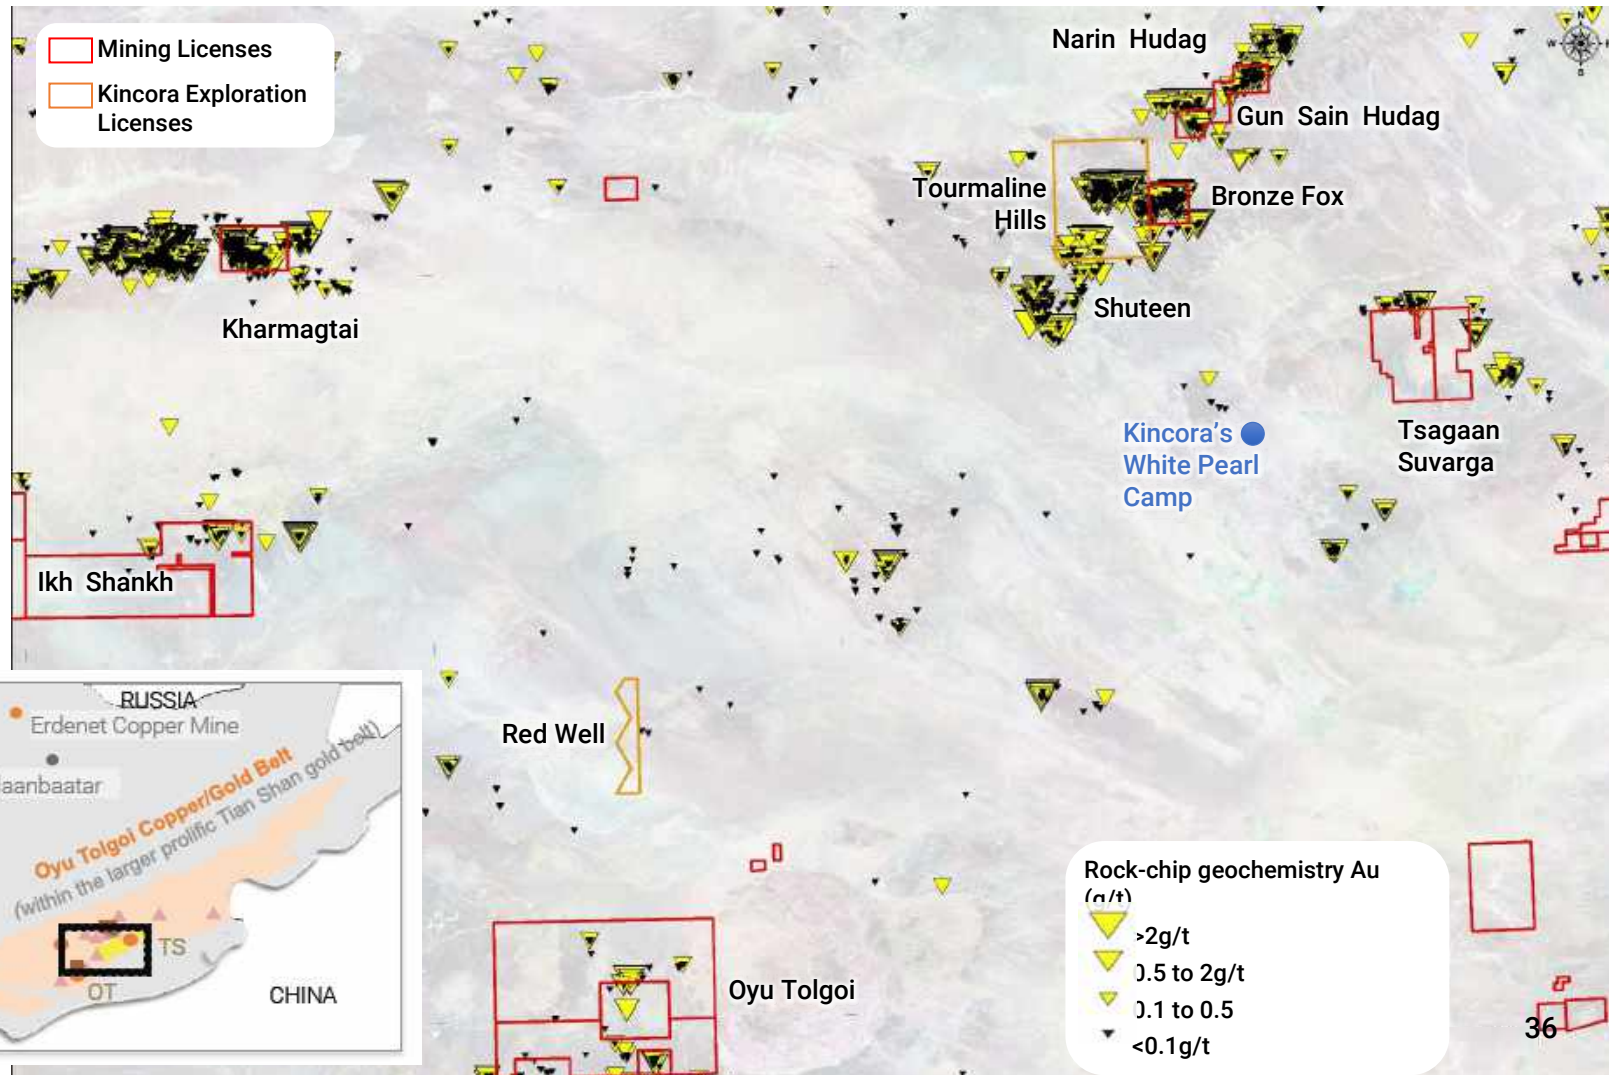 Mining Licenses
Kincora Exploration
Licenses
Narin Hudag
N
W
S
Gun Sain Hudag
Tourmaline
Hills
Bronze Fox
Shuteen
Kharmagtai
Kincora's
White Pearl
Camp
Tsagaan
Suvarga
Ikh Shankh
Red Well
RUSSIA
Erdenet Copper Mine
laanbaatar
Oyu Tolgoi Copper/Gold Belt
(within the larger prolific Tian Shan gold belt)
TS
OT
CHINA
Oyu Tolgoi
Rock-chip geochemistry Au
(g/t)
>2g/t
0.5 to 2g/t
0.1 to 0.5
<0.1g/t
36